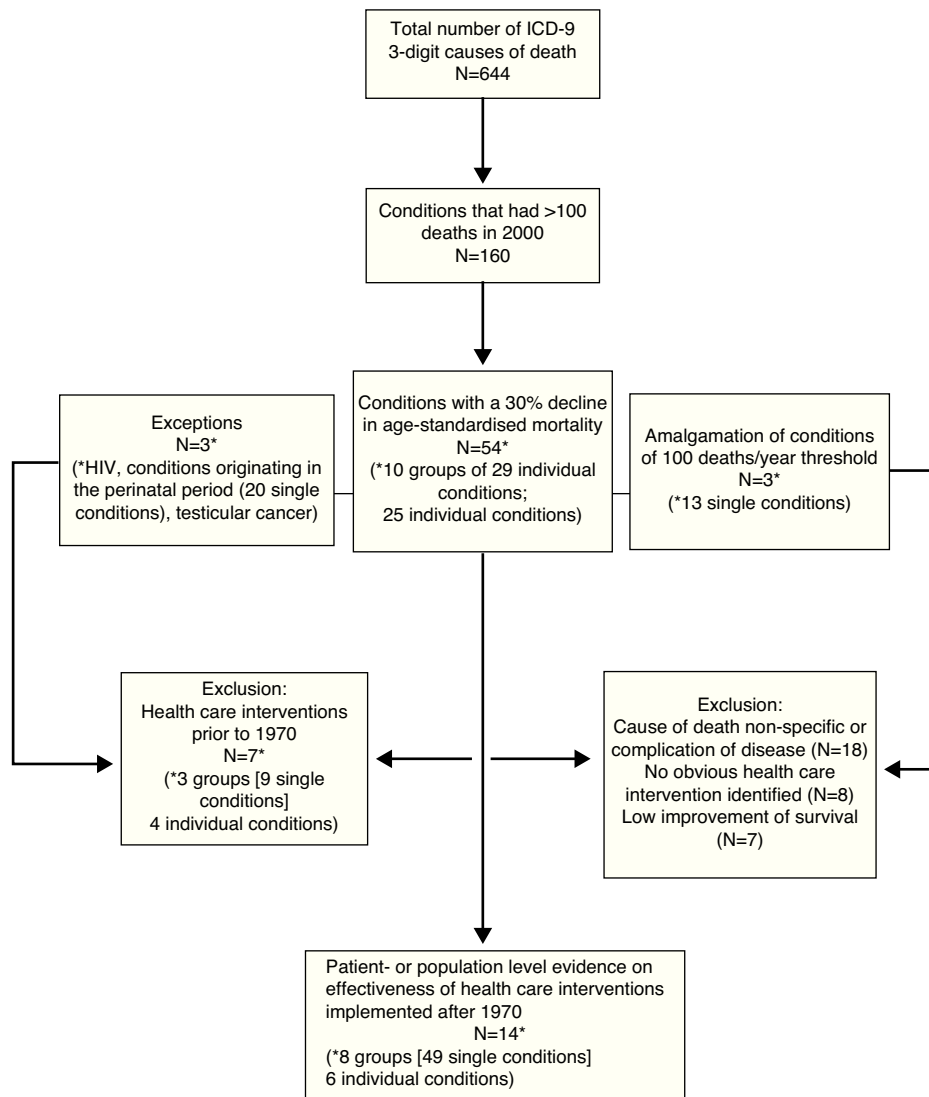 Total number of ICD-9
3-digit causes of death
N=644
Conditions that had >100
deaths in 2000
N=160
Exceptions
N=3*
(*HIV, conditions originating in
the perinatal period (20 single
conditions), testicular cancer)
Conditions with a 30% decline
in age-standardised mortality
N=54*
(*10 groups of 29 individual
conditions;
25 individual conditions)
Amalgamation of conditions
of 100 deaths/year threshold
N=3*
(*13 single conditions)
Exclusion:
Health care interventions
prior to 1970
N=7*
(*3 groups [9 single
conditions]
4 individual conditions)
Exclusion:
Cause of death non-specific or
complication of disease (N=18)
No obvious health care
intervention identified (N=8)
Low improvement of survival
(N=7)
Patient- or population level evidence on
effectiveness of health care interventions
implemented after 1970
N=14*
(*8 groups [49 single conditions]
6 individual conditions)